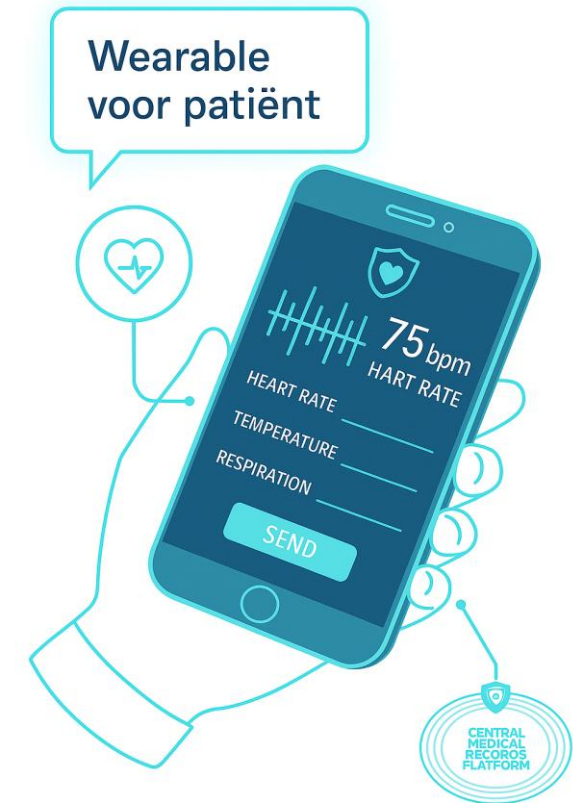 Wearable
voor patiënt
75 bpm
HART RATE
HEART RATE
TEMPERATURE
RESPIRATION
SEND
CENTRAL
MEDICAL
RECOROS
FLATFORM